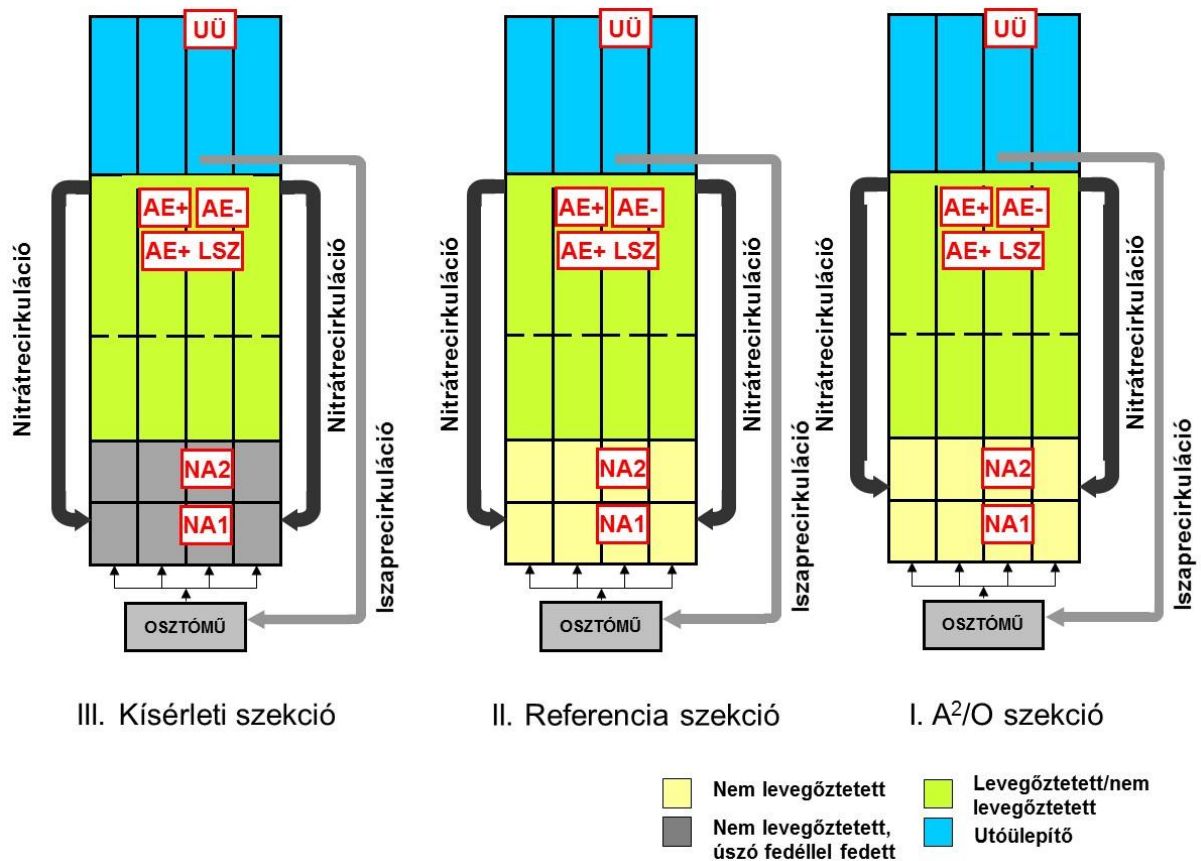 UÜ
AE+
AE-
AE+ LSZ
Nitrátrecirkuláció
Nitrátrecirkuláció
Iszaprecirkuláció
NA2
NA1
OSZTÓMŰ
III. Kísérleti szekció
UÜ
AE+
AE-
AE+ LSZ
Nitrátrecirkuláció
Nitrátrecirkuláció
Iszaprecirkuláció
NA2
NA1
OSZTÓMŰ
II. Referencia szekció
UÜ
AE+
AE-
AE+ LSZ
Nitrátrecirkuláció
Nitrátrecirkuláció
Iszaprecirkuláció
NA2
NA1
OSZTÓMŰ
I. A²/O szekció
Nem levegőztetett
Nem levegőztetett,
úszó fedéllel fedett
Levegőztetett/nem
levegőztetett
Utóülepítő